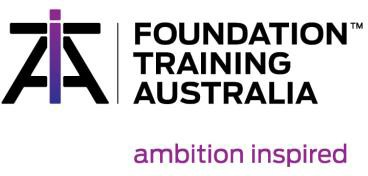 FOUNDATION™
TRAINING
AUSTRALIA
ambition inspired